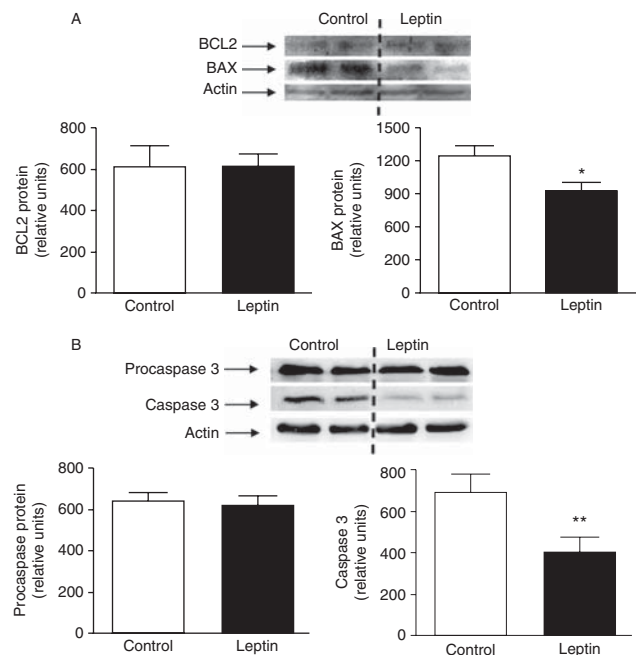 A
Control Leptin
BCL2
BAX
Actin
800
600
400
200
0
BCL2 protein
(relative units)
Control Leptin
1500
1200
900
600
300
0
BAX protein
(relative units)
*
Control Leptin
B
Control Leptin
Procaspase 3
Caspase 3
Actin
800
600
400
200
0
Procaspase protein
(relative units)
Control Leptin
800
600
400
200
0
Caspase 3
(relative units)
**
Control Leptin